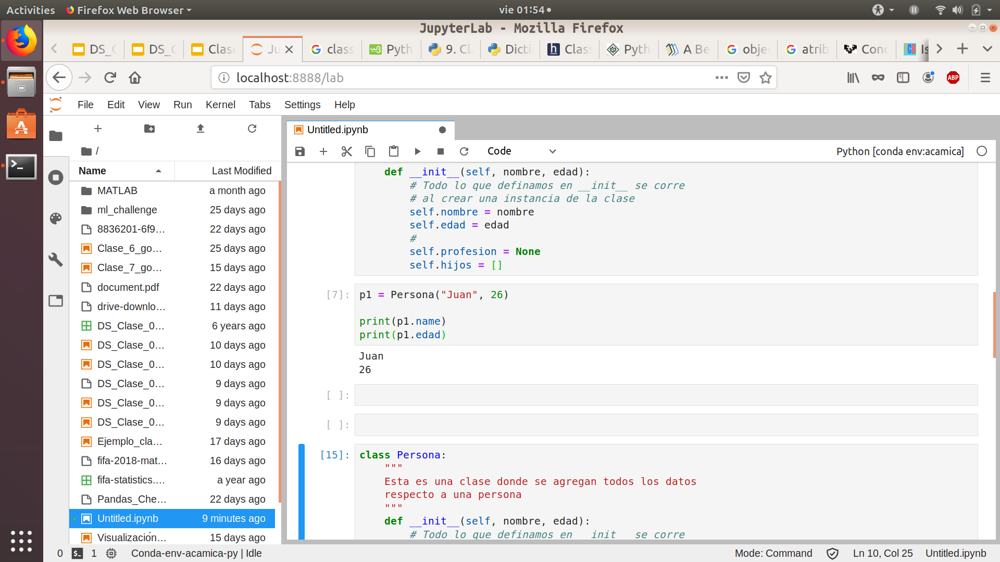 Activities Firefox Web Browser vie 01:54
JupyterLab - Mozilla Firefox
DS_C DS_C Clase Ju class Pyth 9. Cl Dicti Clas Pyth A Be obje atrib Conc Is
localhost:8888/lab ABP
File Edit View Run Kernel Tabs Settings Help
Untitled.ipynb
/
Code Python [conda env:acamica]
Name Last Modified
MATLAB a month ago
ml_challenge 25 days ago
8836201-6f9... 22 days ago
Clase_6_go... 25 days ago
Clase_7_go... 15 days ago
document.pdf 22 days ago
drive-downlo... 11 days ago
DS_Clase_0... 6 years ago
DS_Clase_0... 10 days ago
DS_Clase_0... 10 days ago
DS_Clase_0... 9 days ago
DS_Clase_0... 9 days ago
DS_Clase_0... 9 days ago
Ejemplo_cla... 17 days ago
fifa-2018-mat... 16 days ago
fifa-statistics.... a year ago
Pandas_Che... 22 days ago
Untitled.ipynb 9 minutes ago
Visualización... 15 days ago
def __init__(self, nombre, edad):
# Todo lo que definamos en __init__ se corre
# al crear una instancia de la clase
self.nombre = nombre
self.edad = edad
#
self.profesion = None
self.hijos = []
[7]: p1 = Persona("Juan", 26)
print(p1.name)
print(p1.edad)
Juan
26
[ ]:
[ ]:
[15]: class Persona:
"""
Esta es una clase donde se agregan todos los datos
respecto a una persona
"""
def __init__(self, nombre, edad):
# Todo lo que definamos en __init__ se corre
0 1 Conda-env-acamica-py | Idle Mode: Command Ln 10, Col 25 Untitled.ipynb